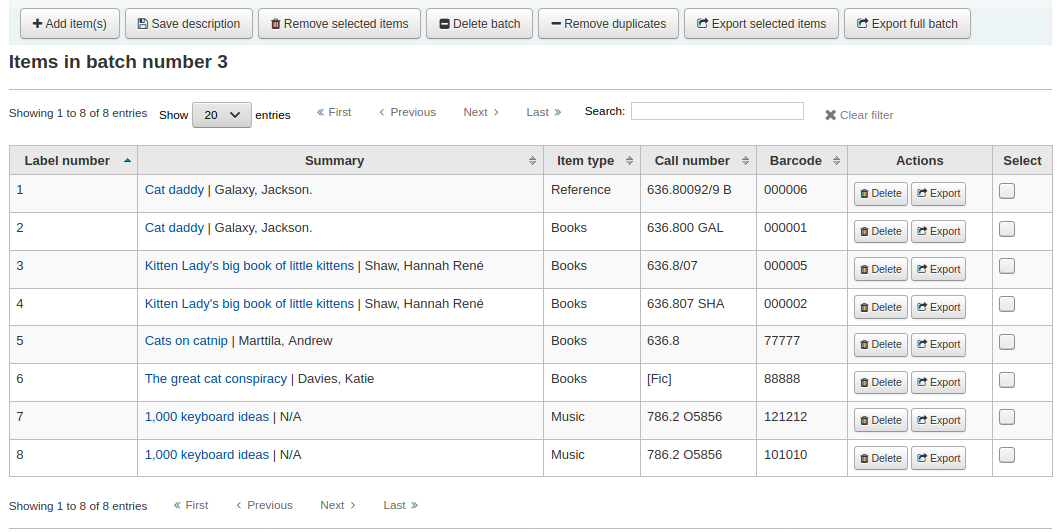 Add item(s) Save description Remove selected items Delete batch Remove duplicates Export selected items Export full batch
Items in batch number 3
Showing 1 to 8 of 8 entries Show 20 entries First Previous Next Last Search: Clear filter
Label number Summary Item type Call number Barcode Actions Select
1 Cat daddy | Galaxy, Jackson. Reference 636.80092/9 B 000006 Delete Export
2 Cat daddy | Galaxy, Jackson. Books 636.800 GAL 000001 Delete Export
3 Kitten Lady's big book of little kittens | Shaw, Hannah René Books 636.8/07 000005 Delete Export
4 Kitten Lady's big book of little kittens | Shaw, Hannah René Books 636.807 SHA 000002 Delete Export
5 Cats on catnip | Marttila, Andrew Books 636.8 77777 Delete Export
6 The great cat conspiracy | Davies, Katie Books [Fic] 88888 Delete Export
7 1,000 keyboard ideas | N/A Music 786.2 O5856 121212 Delete Export
8 1,000 keyboard ideas | N/A Music 786.2 O5856 101010 Delete Export
Showing 1 to 8 of 8 entries First Previous Next Last